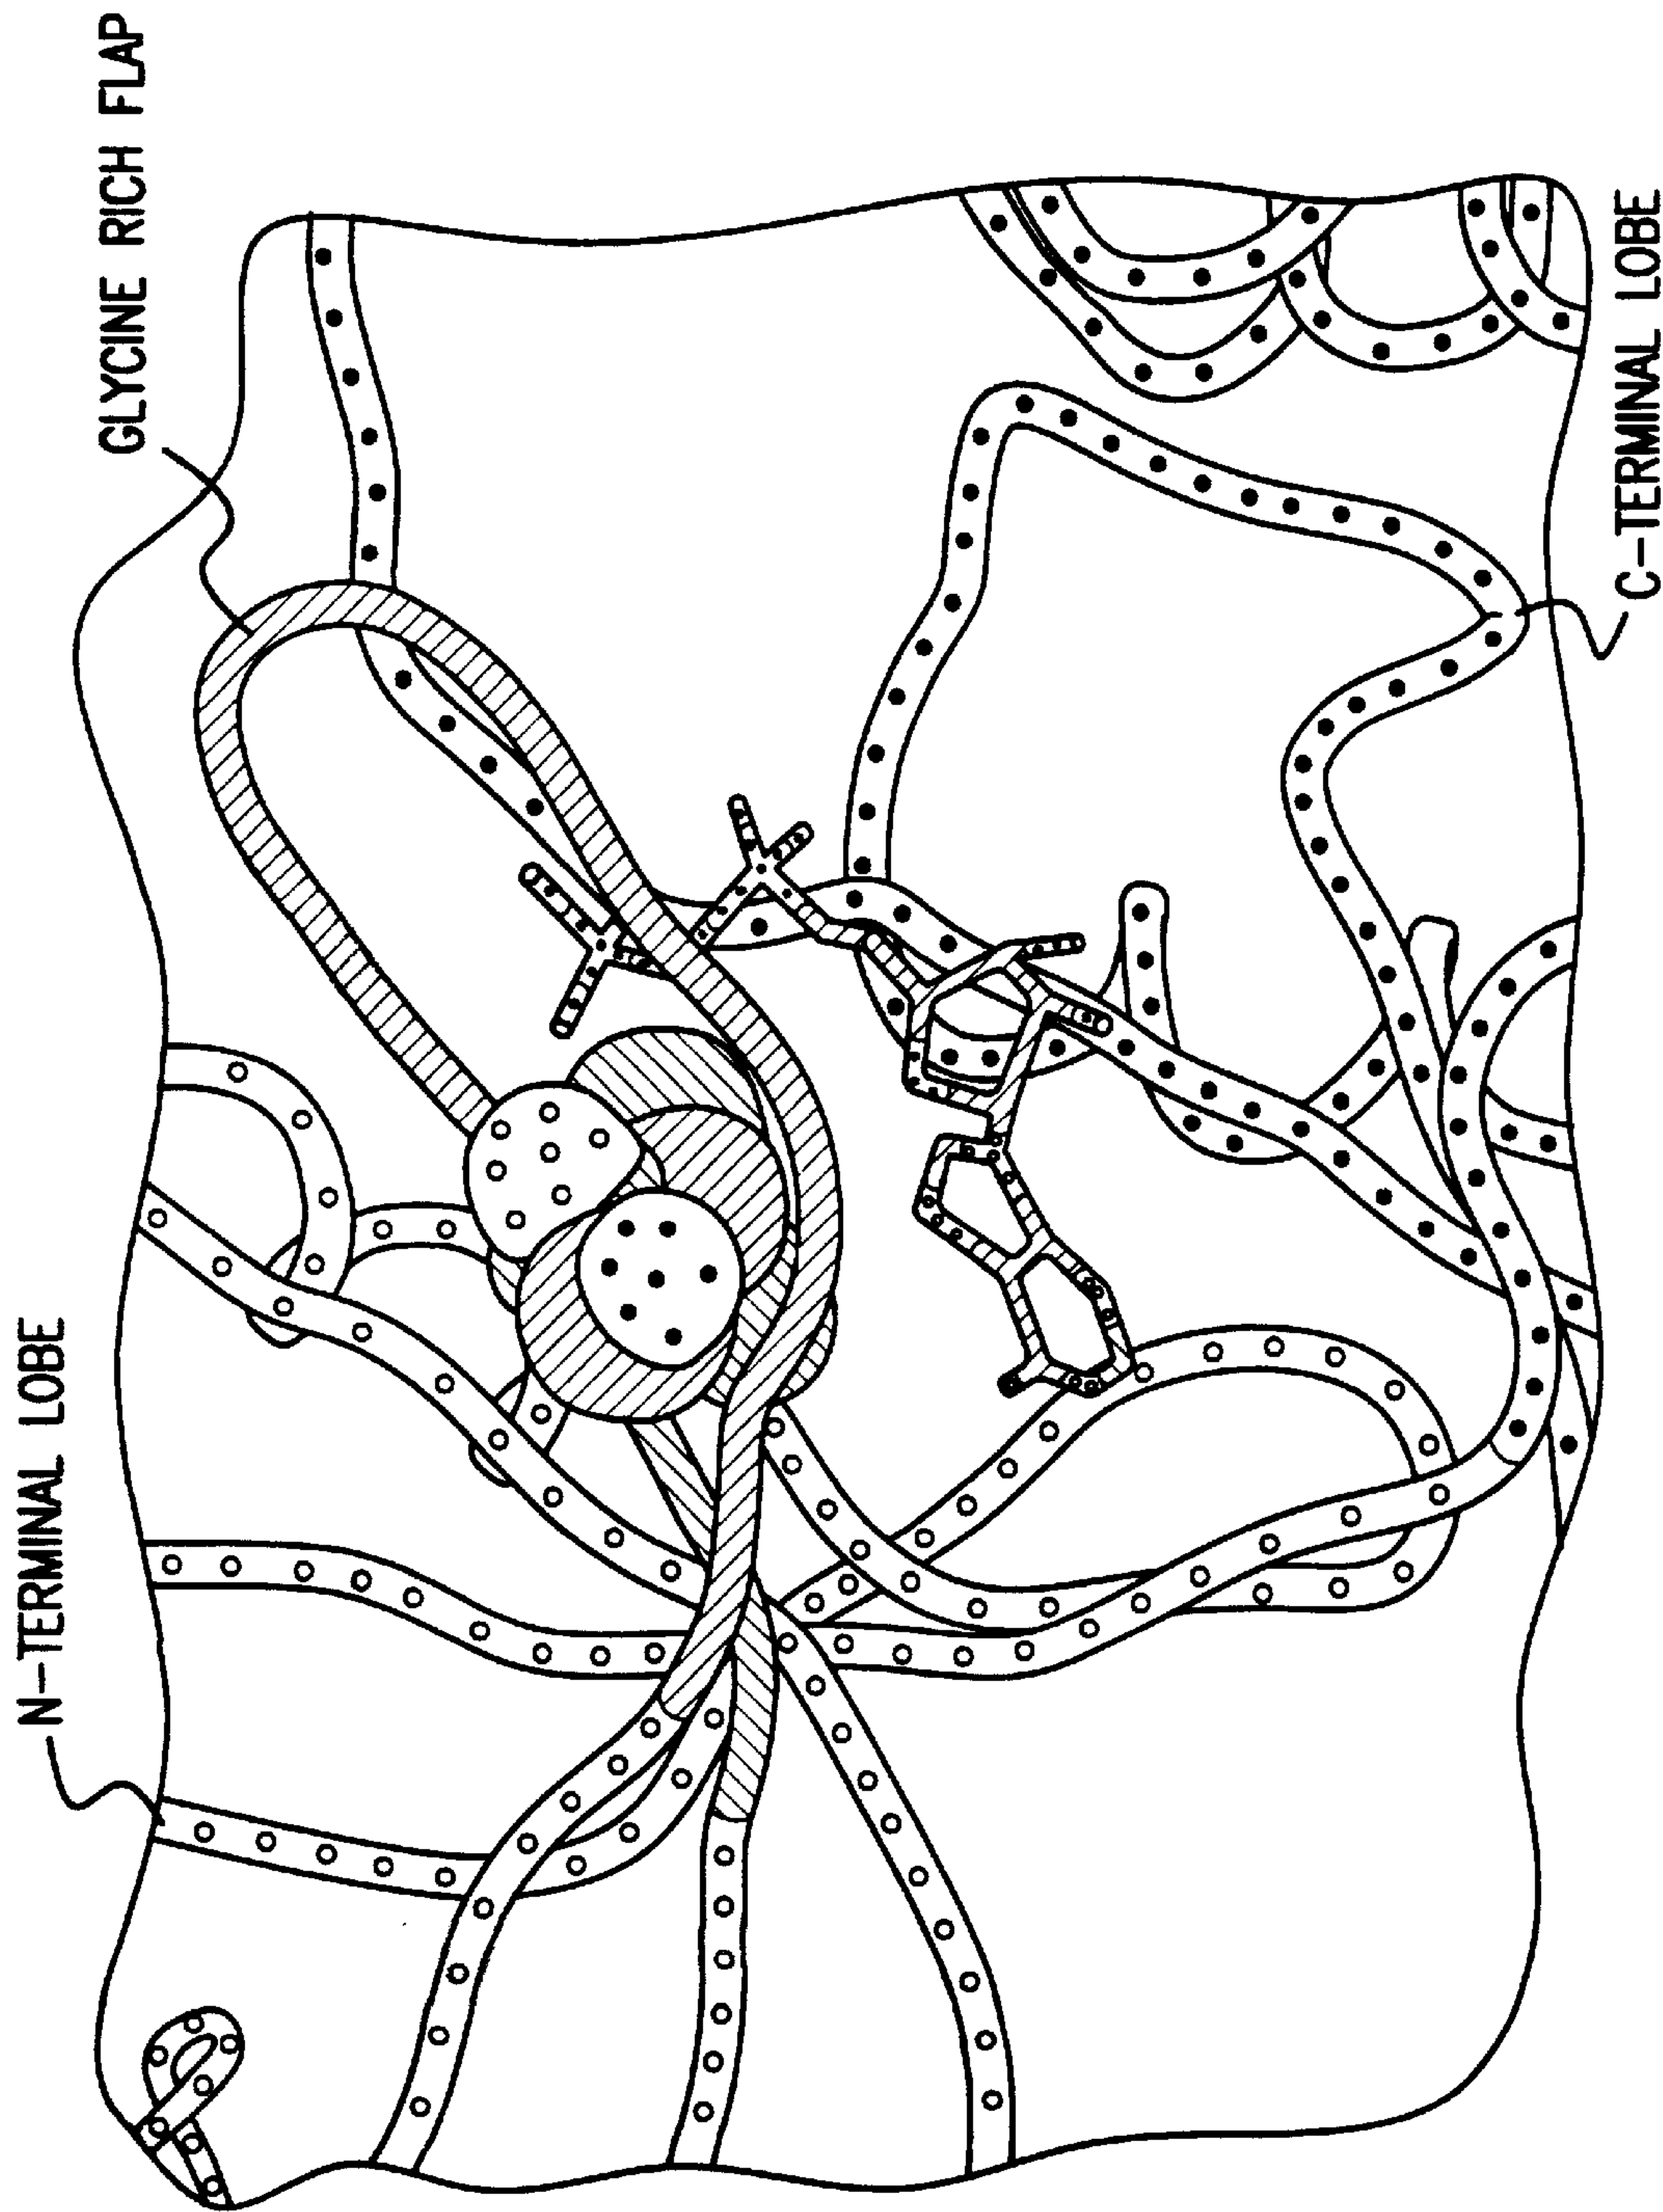 N-TERMINAL LOBE
GLYCINE RICH FLAP
C-TERMINAL LOBE